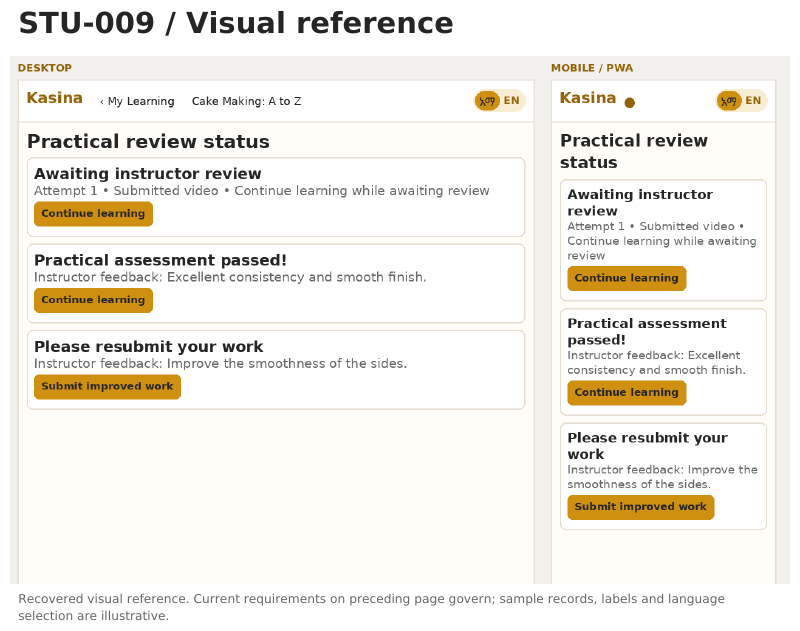 STU-009 / Visual reference
DESKTOP
Kasina
‹ My Learning
Cake Making: A to Z
EN
Practical review status
Awaiting instructor review
Attempt 1 • Submitted video • Continue learning while awaiting review
Continue learning
Practical assessment passed!
Instructor feedback: Excellent consistency and smooth finish.
Continue learning
Please resubmit your work
Instructor feedback: Improve the smoothness of the sides.
Submit improved work
MOBILE / PWA
Kasina
EN
Practical review
status
Awaiting instructor
review
Attempt 1 • Submitted video •
Continue learning while awaiting
review
Continue learning
Practical assessment
passed!
Instructor feedback: Excellent
consistency and smooth finish.
Continue learning
Please resubmit your
work
Instructor feedback: Improve the
smoothness of the sides.
Submit improved work
Recovered visual reference. Current requirements on preceding page govern; sample records, labels and language
selection are illustrative.